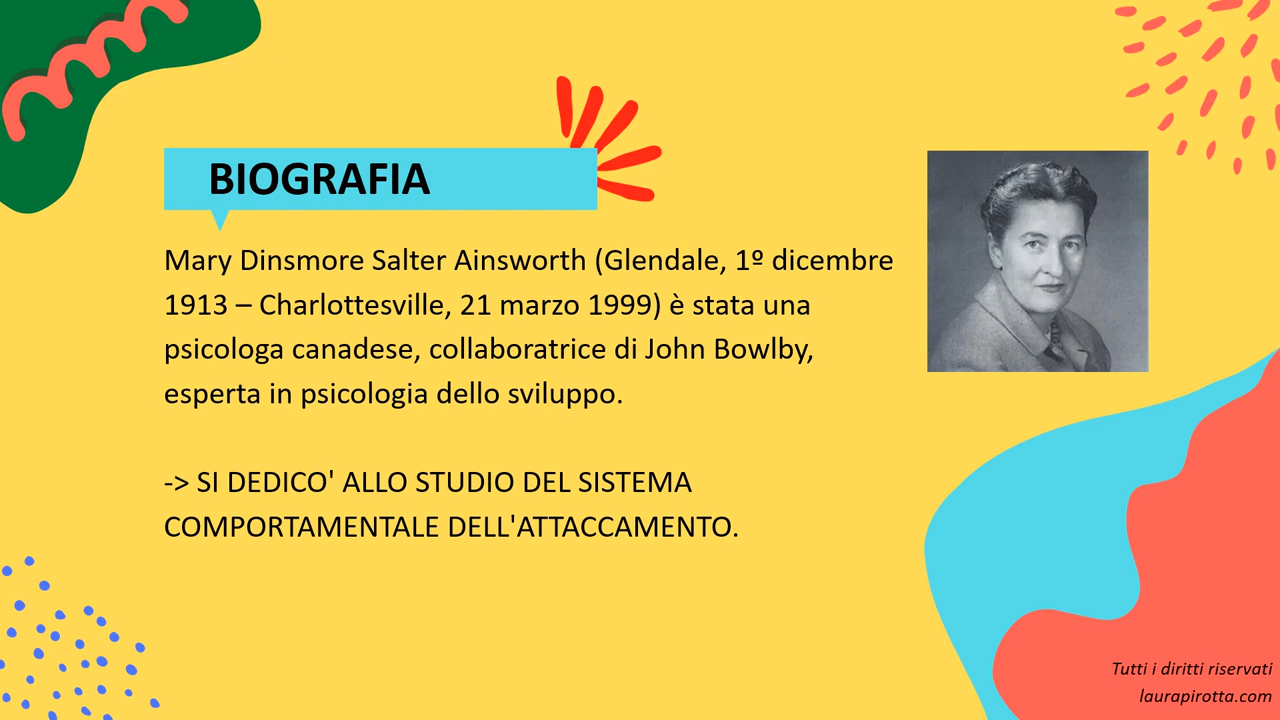 BIOGRAFIA
Mary Dinsmore Salter Ainsworth (Glendale, 1º dicembre
1913 – Charlottesville, 21 marzo 1999) è stata una
psicologa canadese, collaboratrice di John Bowlby,
esperta in psicologia dello sviluppo.
-> SI DEDICO' ALLO STUDIO DEL SISTEMA
COMPORTAMENTALE DELL'ATTACCAMENTO.
Tutti i diritti riservati
laurapirotta.com